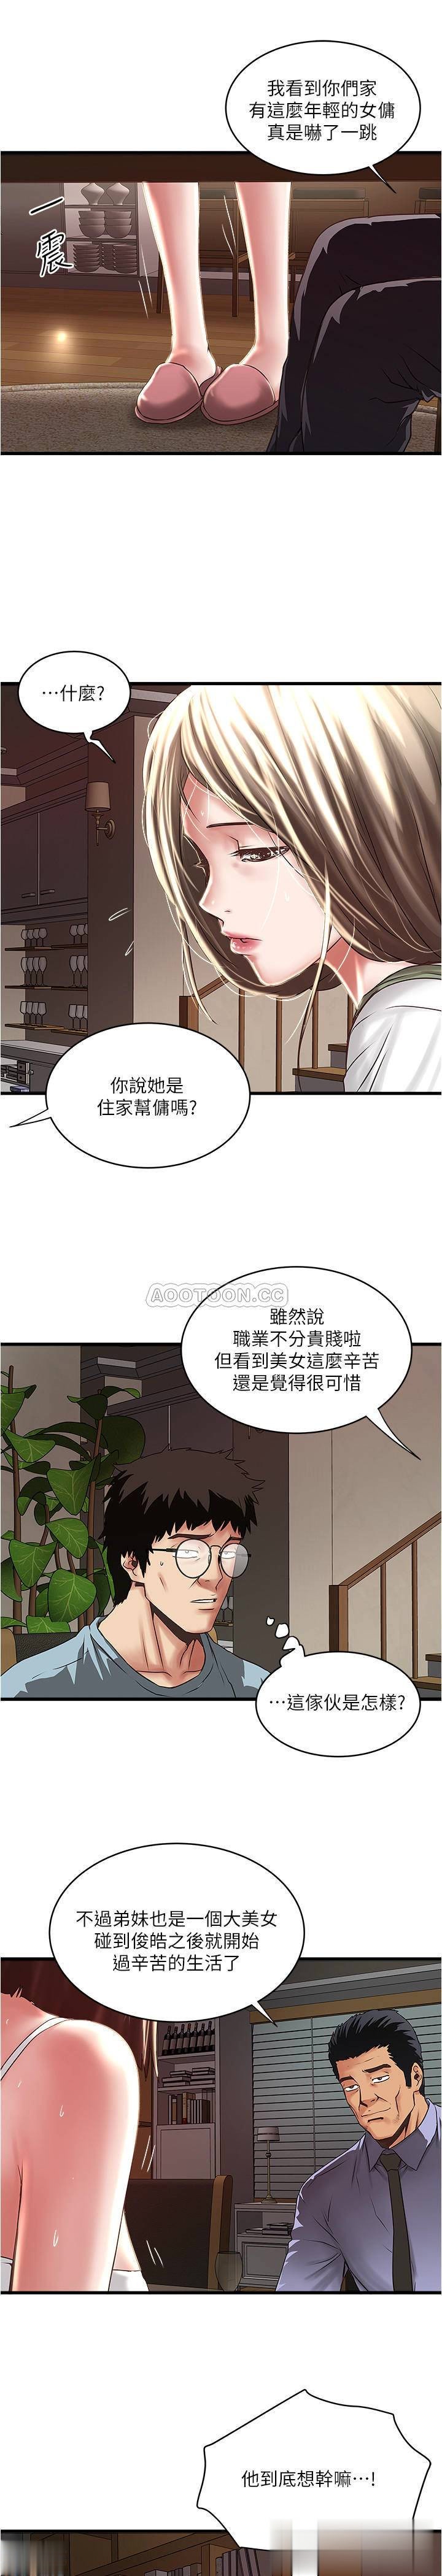 我看到你們家
有這麼年輕的女傭
真是嚇了一跳
一震
…什麼?
你說她是
住家幫傭嗎?
AOOTOON.CC
雖然說
職業不分貴賤啦
但看到美女這麼辛苦
還是覺得很可惜
…這傢伙是怎樣?
不過弟妹也是一個大美女
碰到俊皓之後就開始
過辛苦的生活了
他到底想幹嘛…!